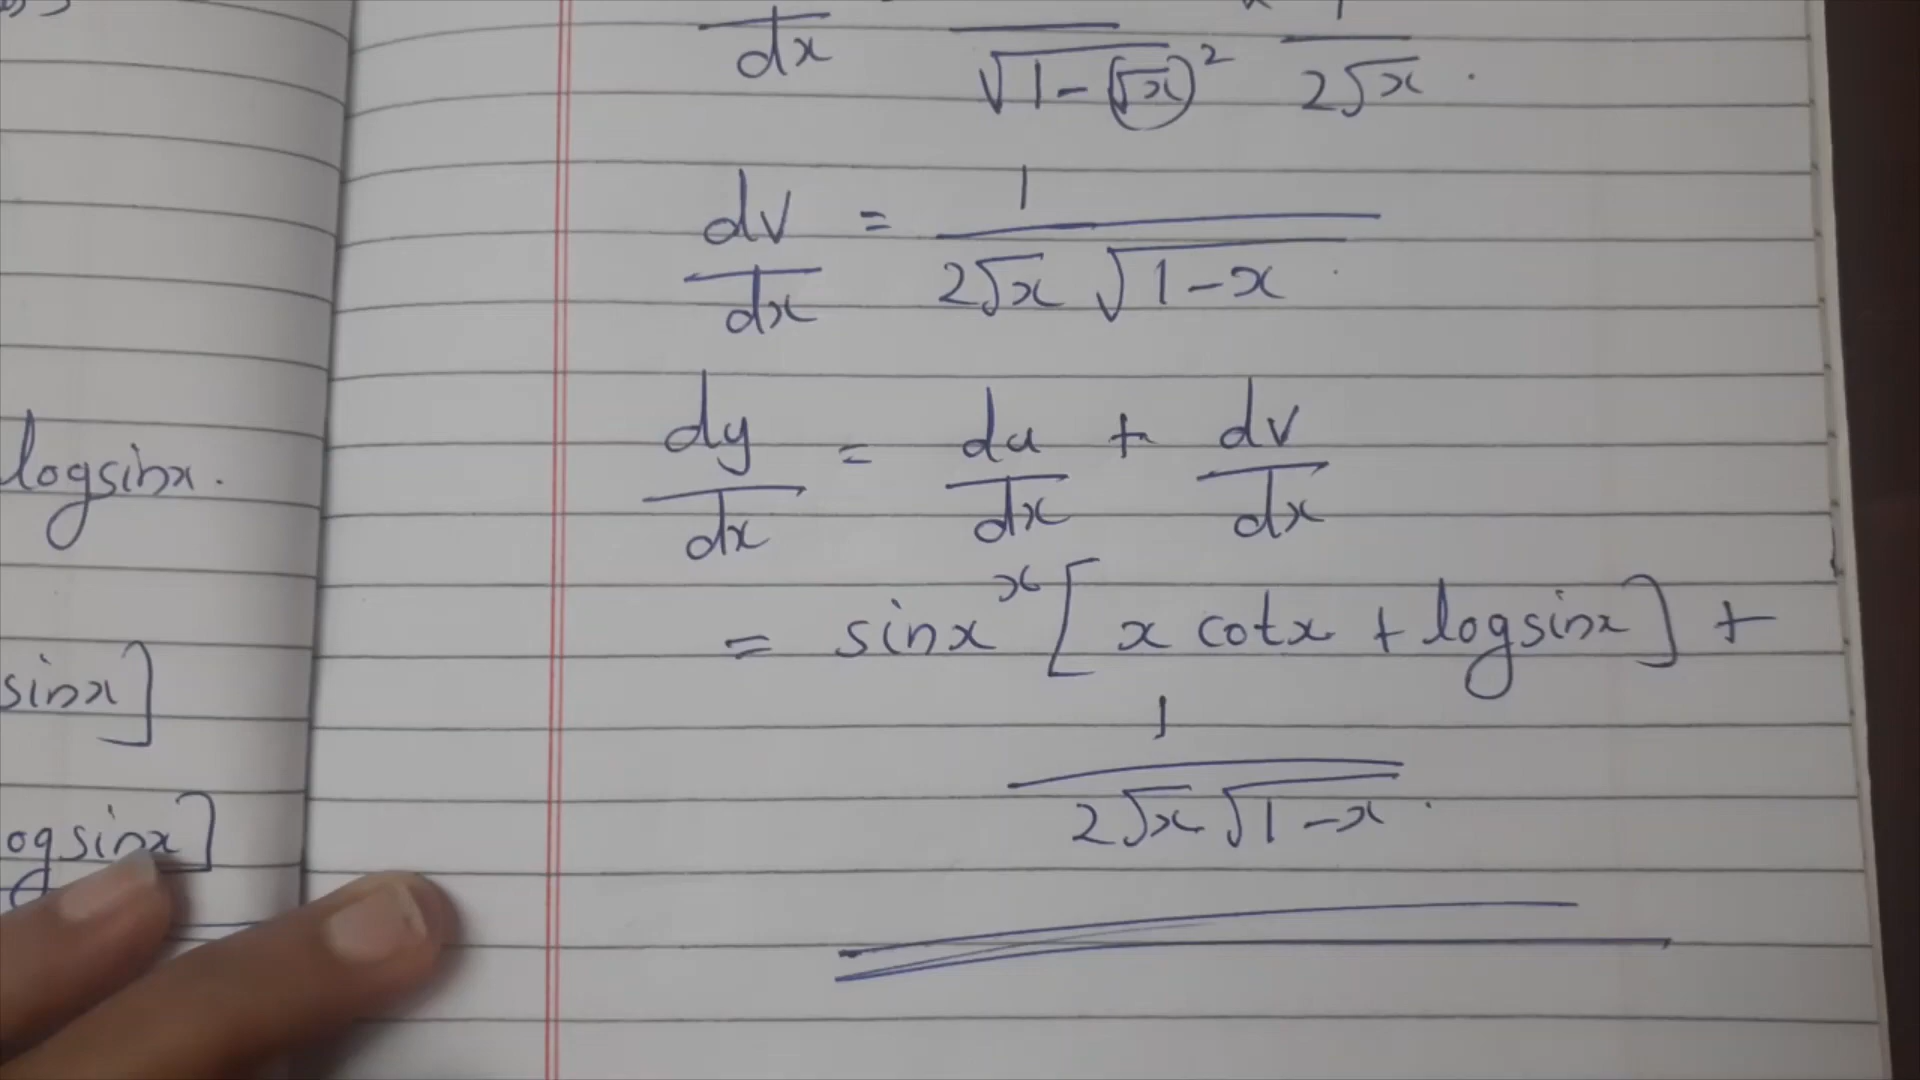 logsinx.
sinx]
ogsinx]
dx √1-(√x)² 2√x .
dv/dx = 1/2√x √1-x
dy/dx = du/dx + dv/dx
= sinx^x [x cotx + logsinx] +
1/2√x √1-x .